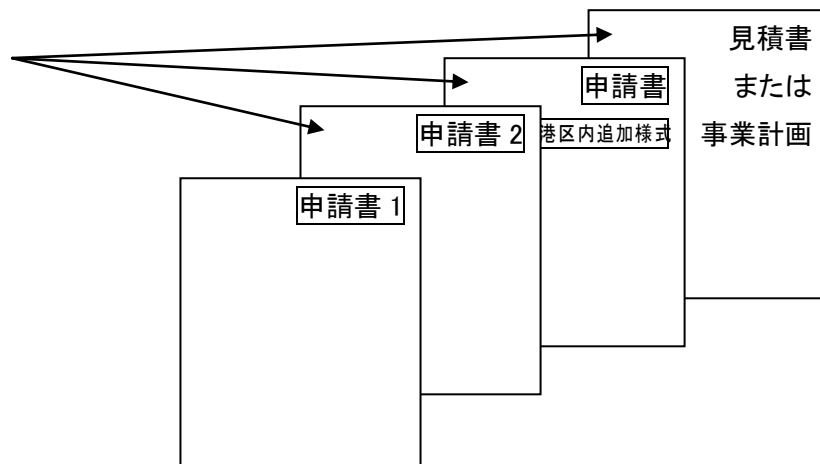 見積書
または
事業計画
申請書
港区内追加様式
申請書 2
申請書 1